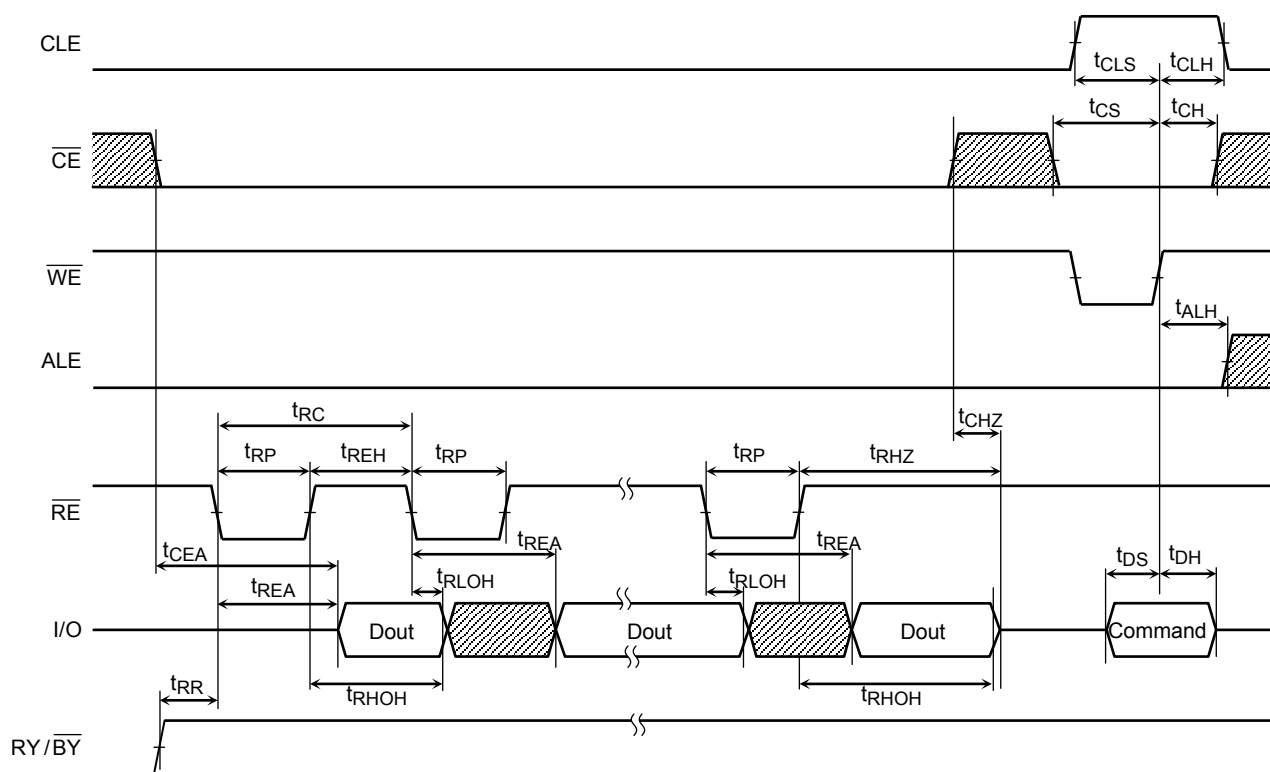 CLE
tCLS tCLH
tCS tCH
CE
WE
tALH
ALE
tRC
tCHZ
tRP tREH tRP tRP tRHZ
RE
tCEA tREA tREA
tDS tDH
tREA tRLOH tRLOH
I/O Dout Dout Dout Command
tRR tRHOH tRHOH
RY/BY